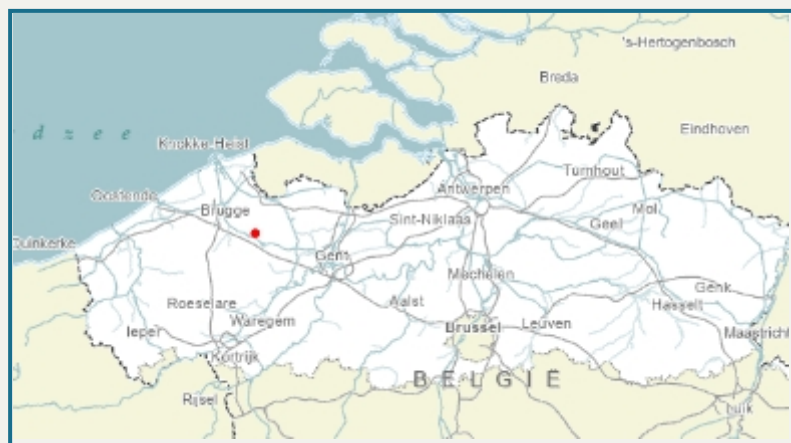 's-Hertogenbosch
Breda
Eindhoven
d z e e
Knokke-Heist
Turnhout
Oostende
Antwerpen
Mol
Brugge
Sint-Niklaas
Geel
Duinkerke
Gent
Mechelen
Genk
Roeselare
Aalst
Hasselt
Ieper
Waregem
Brussel
Leuven
Maastricht
Kortrijk
BELGIË
Rijsel
Luik